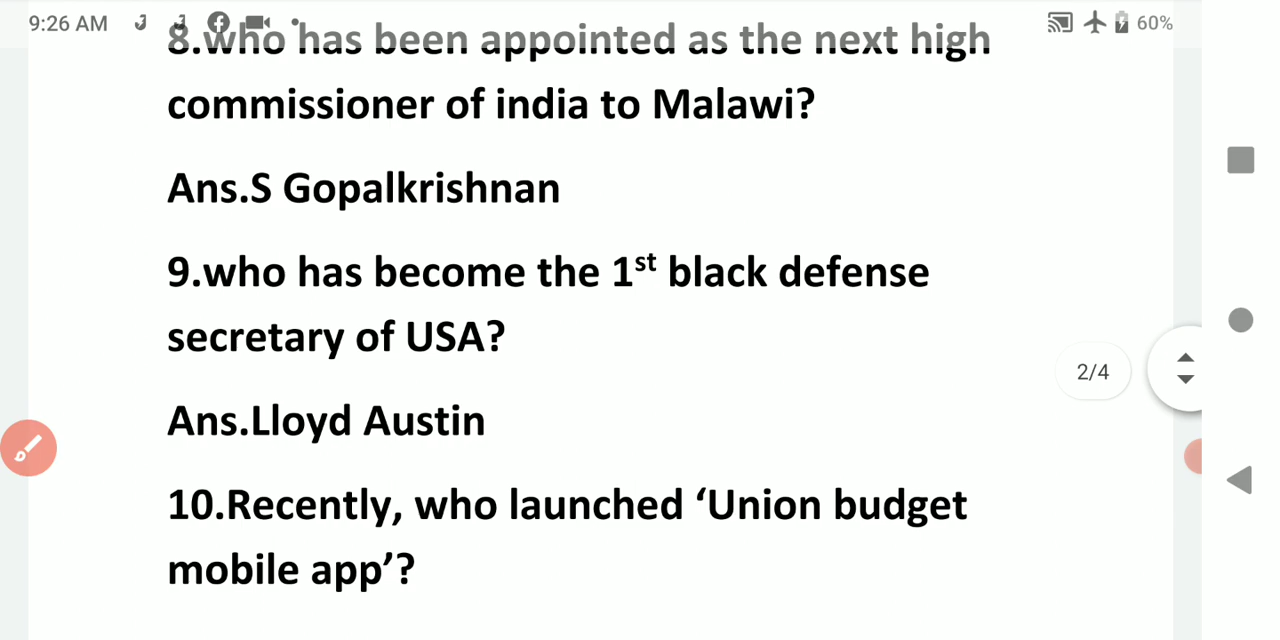 9:26 AM
60%
8.who has been appointed as the next high
commissioner of india to Malawi?
Ans.S Gopalkrishnan
9.who has become the 1st black defense
secretary of USA?
2/4
Ans.Lloyd Austin
10.Recently, who launched ‘Union budget
mobile app’?